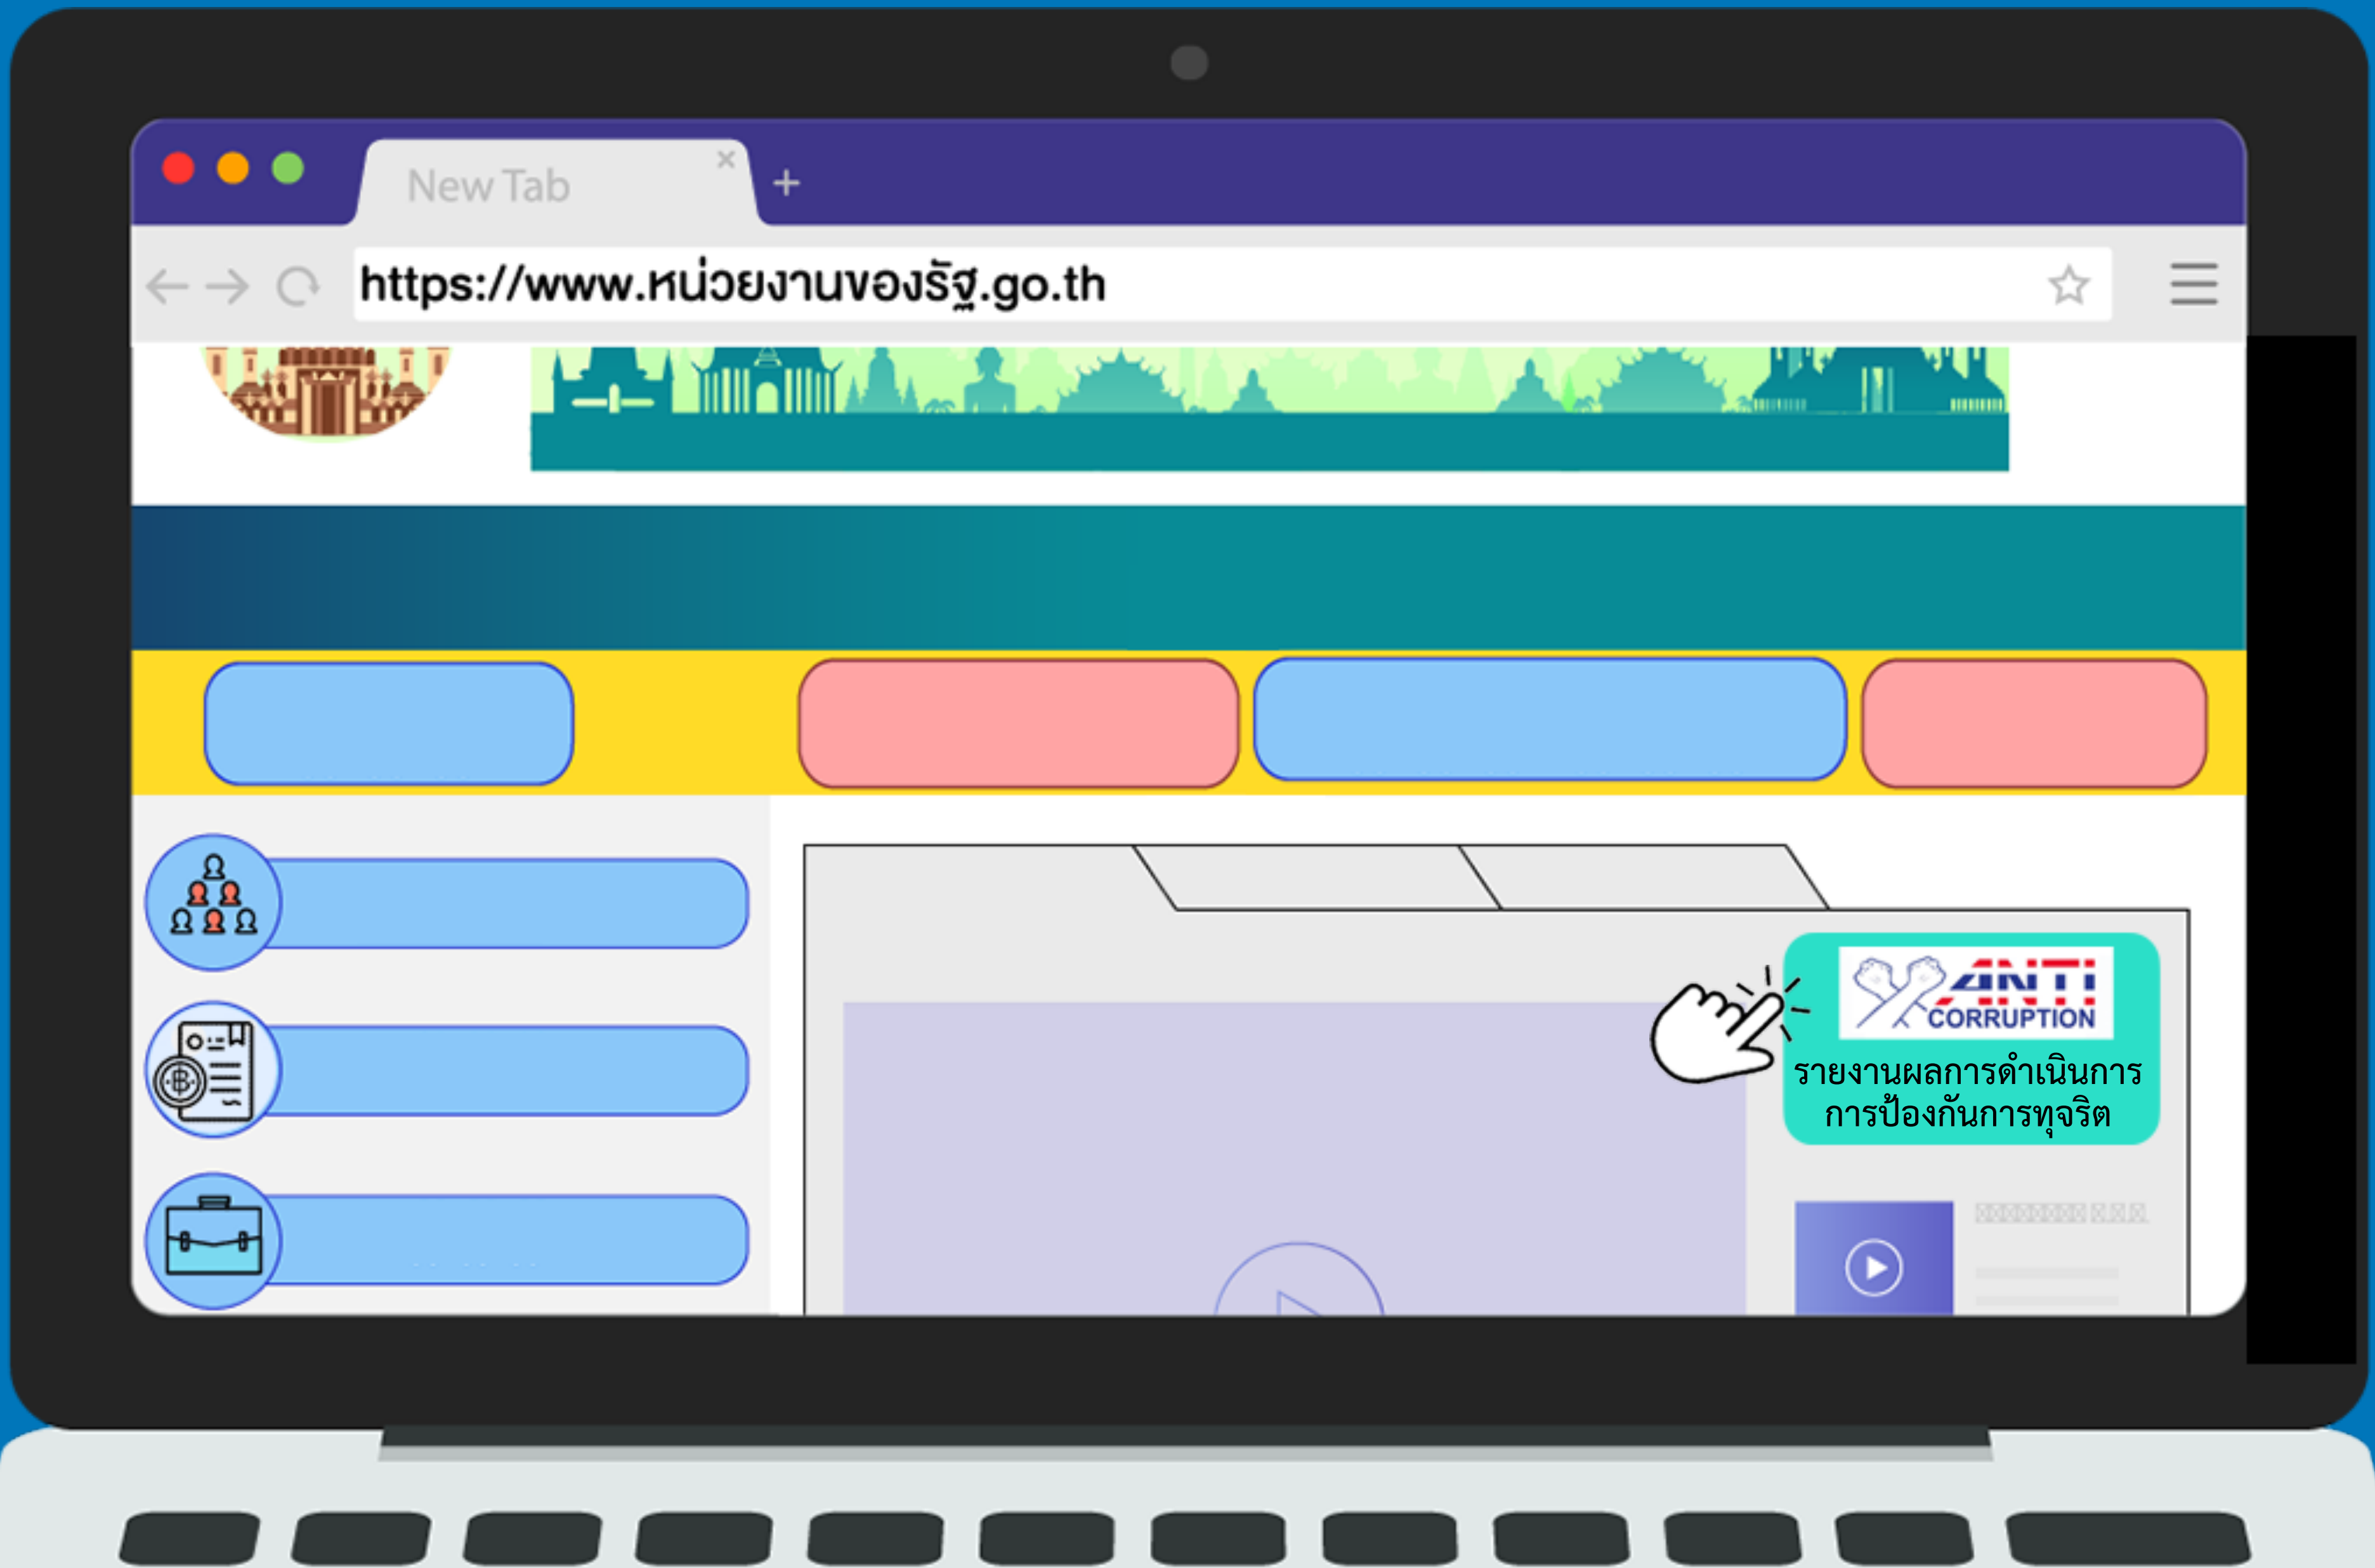 New Tab
https://www.หน่วยงานของรัฐ.go.th
ANTI
CORRUPTION
รายงานผลการดำเนินการ
การป้องกันการทุจริต